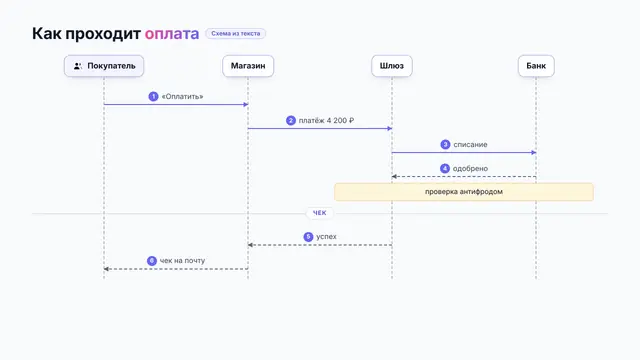 Как проходит оплата
Схема из текста
Покупатель
Магазин
Шлюз
Банк
1 «Оплатить»
2 платёж 4 200 ₽
3 списание
4 одобрено
проверка антифродом
ЧЕК
5 успех
6 чек на почту